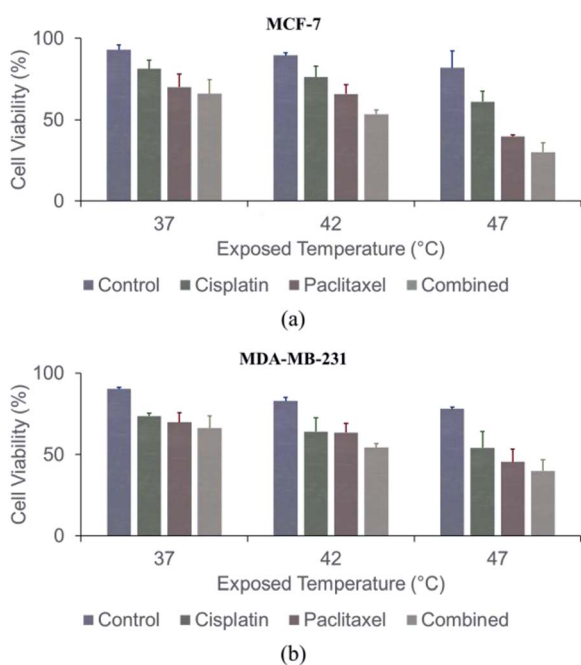 MCF-7
Cell Viability (%)
100
50
0
37 42 47
Exposed Temperature (°C)
Control Cisplatin Paclitaxel Combined
(a)
MDA-MB-231
Cell Viability (%)
100
50
0
37 42 47
Exposed Temperature (°C)
Control Cisplatin Paclitaxel Combined
(b)